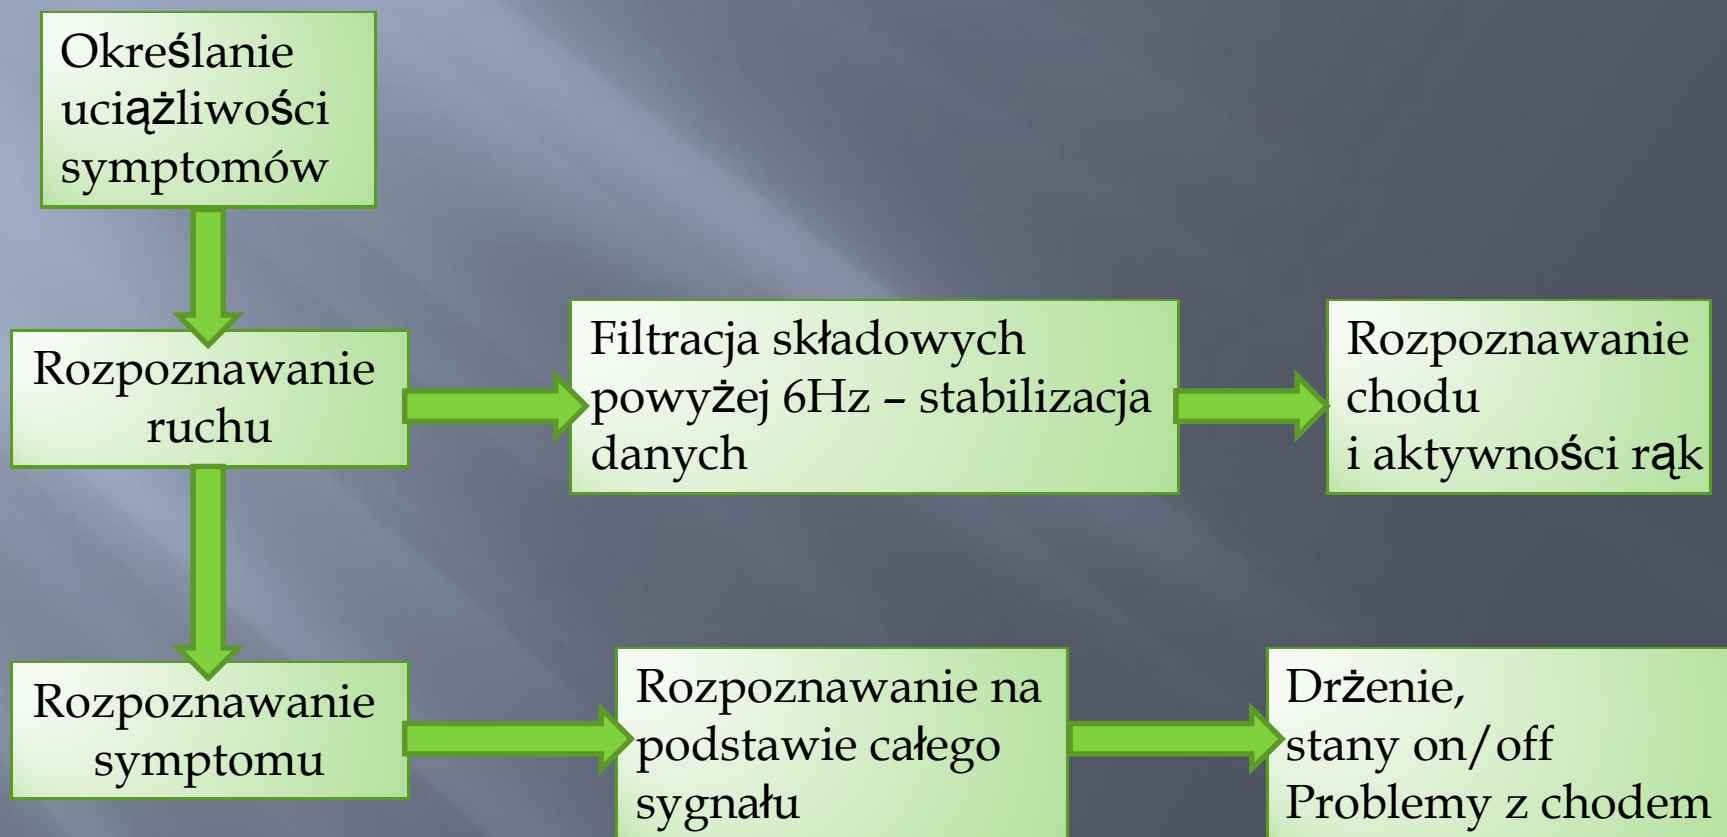 Określanie
uciążliwości
symptomów
Rozpoznawanie
ruchu
Filtracja składowych
powyżej 6Hz – stabilizacja
danych
Rozpoznawanie
chodu
i aktywności rąk
Rozpoznawanie
symptomu
Rozpoznawanie na
podstawie całego
sygnału
Drżenie,
stany on/off
Problemy z chodem